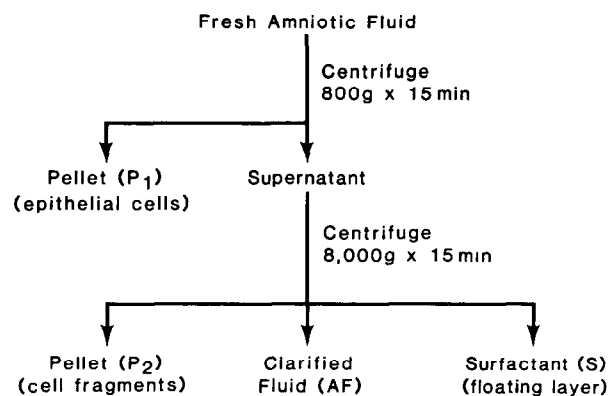 Fresh Amniotic Fluid
Centrifuge
800g x 15 min
Pellet (P₁)
(epithelial cells)
Supernatant
Centrifuge
8,000g x 15 min
Pellet (P₂)
(cell fragments)
Clarified
Fluid (AF)
Surfactant (S)
(floating layer)